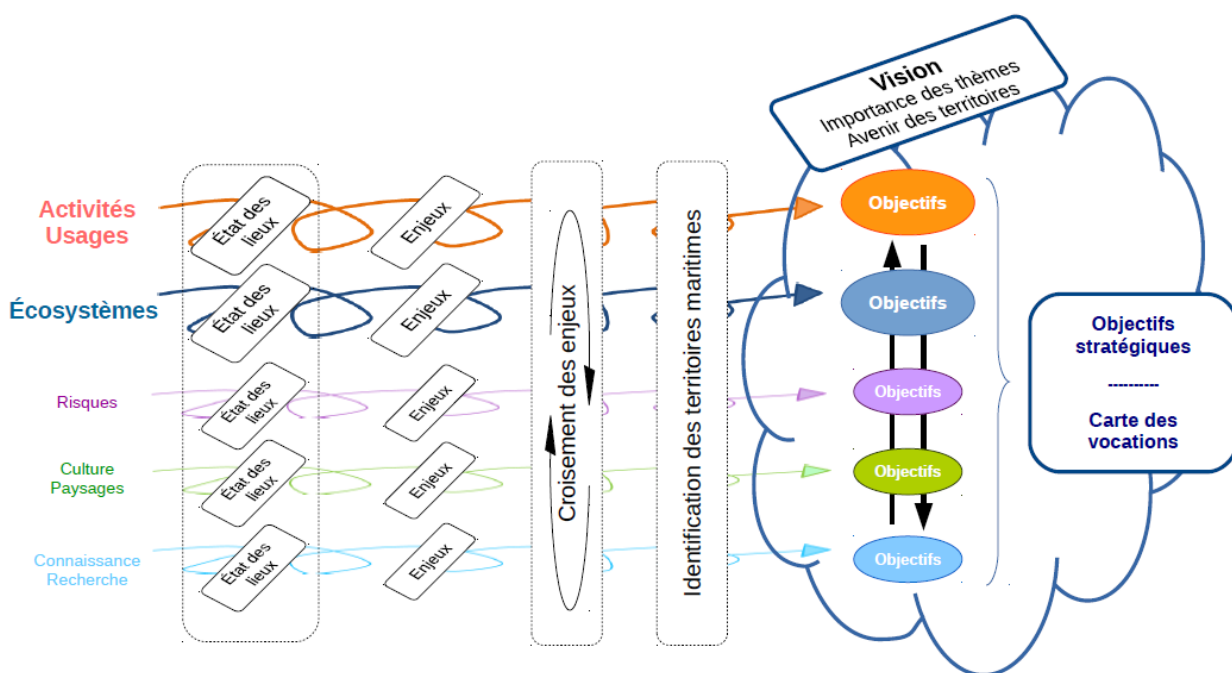 Vision
Importance des thèmes
Avenir des territoires
Activités
Usages
État des
lieux
Enjeux
Objectifs
Écosystèmes
État des
lieux
Enjeux
Objectifs
Risques
État des
lieux
Enjeux
Objectifs
Culture
Paysages
État des
lieux
Enjeux
Objectifs
Connaissance
Recherche
État des
lieux
Enjeux
Objectifs
Croisement des enjeux
Identification des territoires maritimes
Objectifs
stratégiques
----------
Carte des
vocations